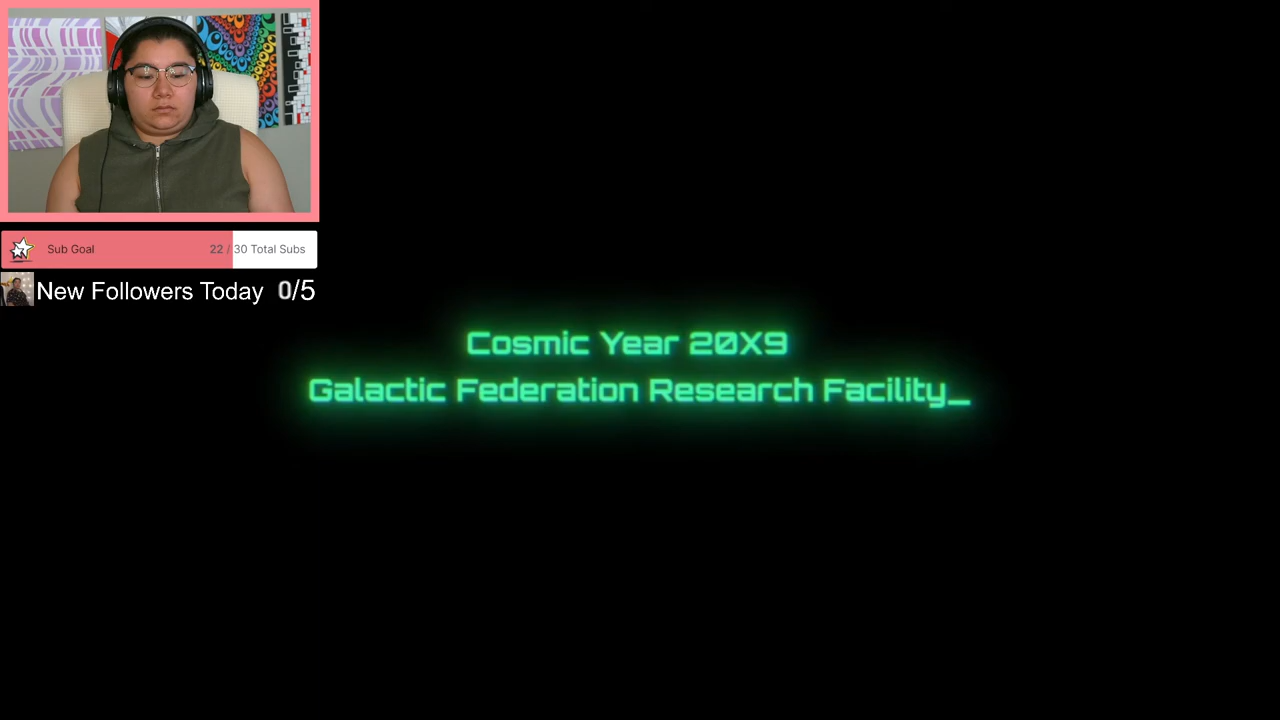 Sub Goal 22 / 30 Total Subs
New Followers Today 0/5
Cosmic Year 20X9
Galactic Federation Research Facility_